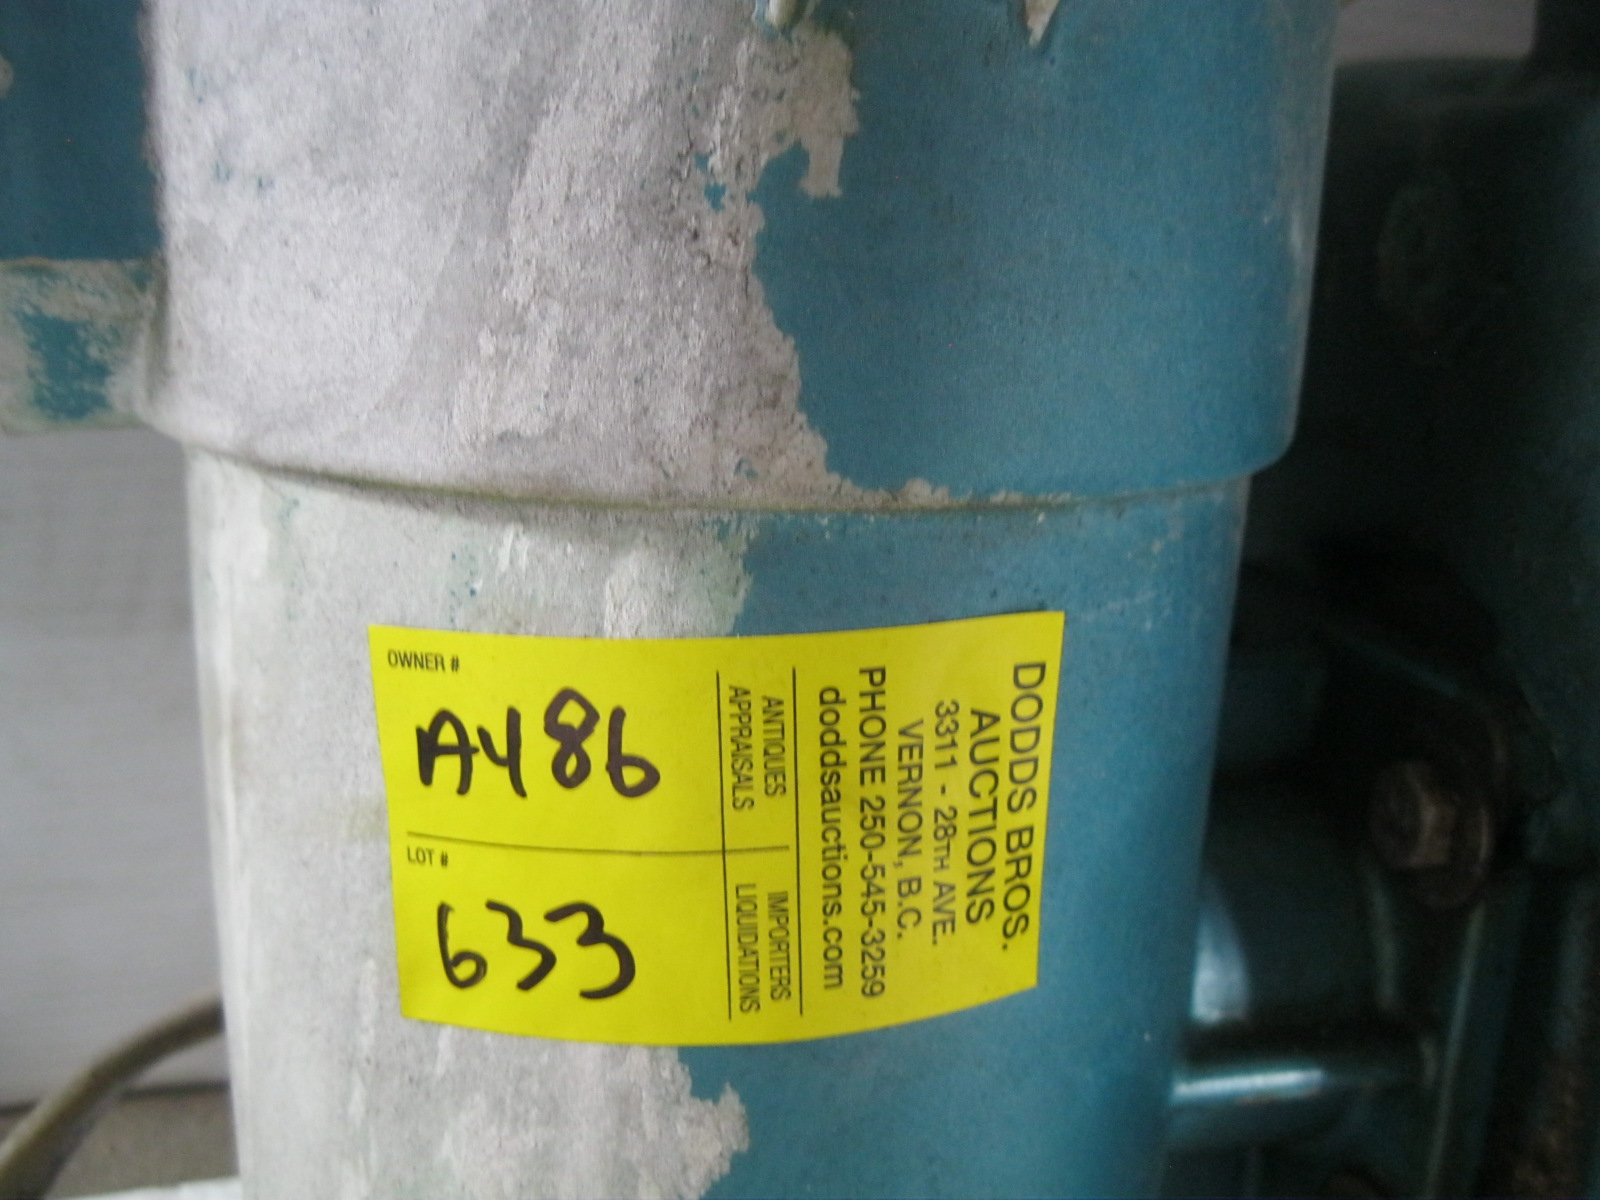 DODDS BROS.
AUCTIONS
3311 - 28TH AVE.
VERNON, B.C.
PHONE 250-545-3259
doddsauctions.com
ANTIQUES
APPRAISALS
IMPORTERS
LIQUIDATIONS
OWNER #
A486
LOT #
633